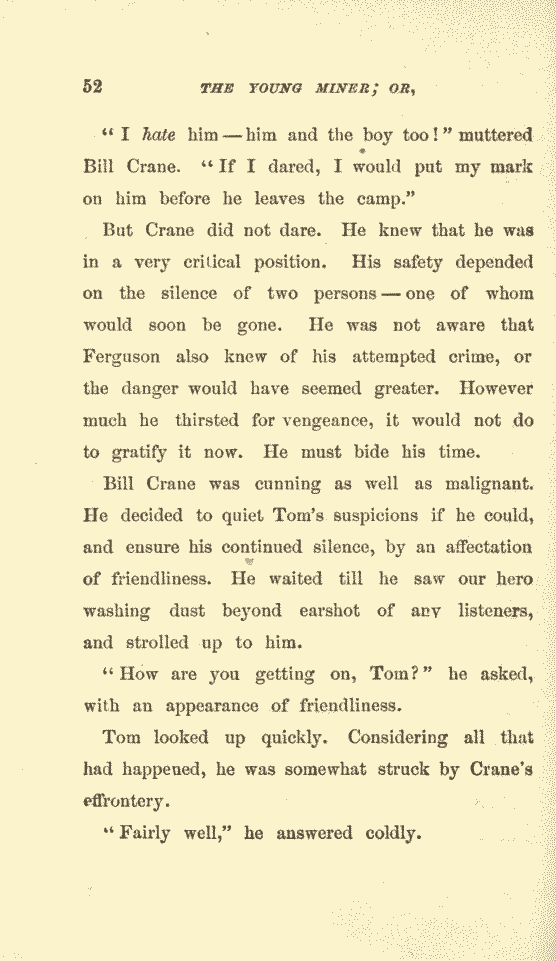 52 THE YOUNG MINER; OR,
"I hate him — him and the boy too!" muttered
Bill Crane. "If I dared, I would put my mark
on him before he leaves the camp."
But Crane did not dare. He knew that he was
in a very critical position. His safety depended
on the silence of two persons — one of whom
would soon be gone. He was not aware that
Ferguson also knew of his attempted crime, or
the danger would have seemed greater. However
much he thirsted for vengeance, it would not do
to gratify it now. He must bide his time.
Bill Crane was cunning as well as malignant.
He decided to quiet Tom's suspicions if he could,
and ensure his continued silence, by an affectation
of friendliness. He waited till he saw our hero
washing dust beyond earshot of any listeners,
and strolled up to him.
"How are you getting on, Tom?" he asked,
with an appearance of friendliness.
Tom looked up quickly. Considering all that
had happened, he was somewhat struck by Crane's
effrontery.
"Fairly well," he answered coldly.